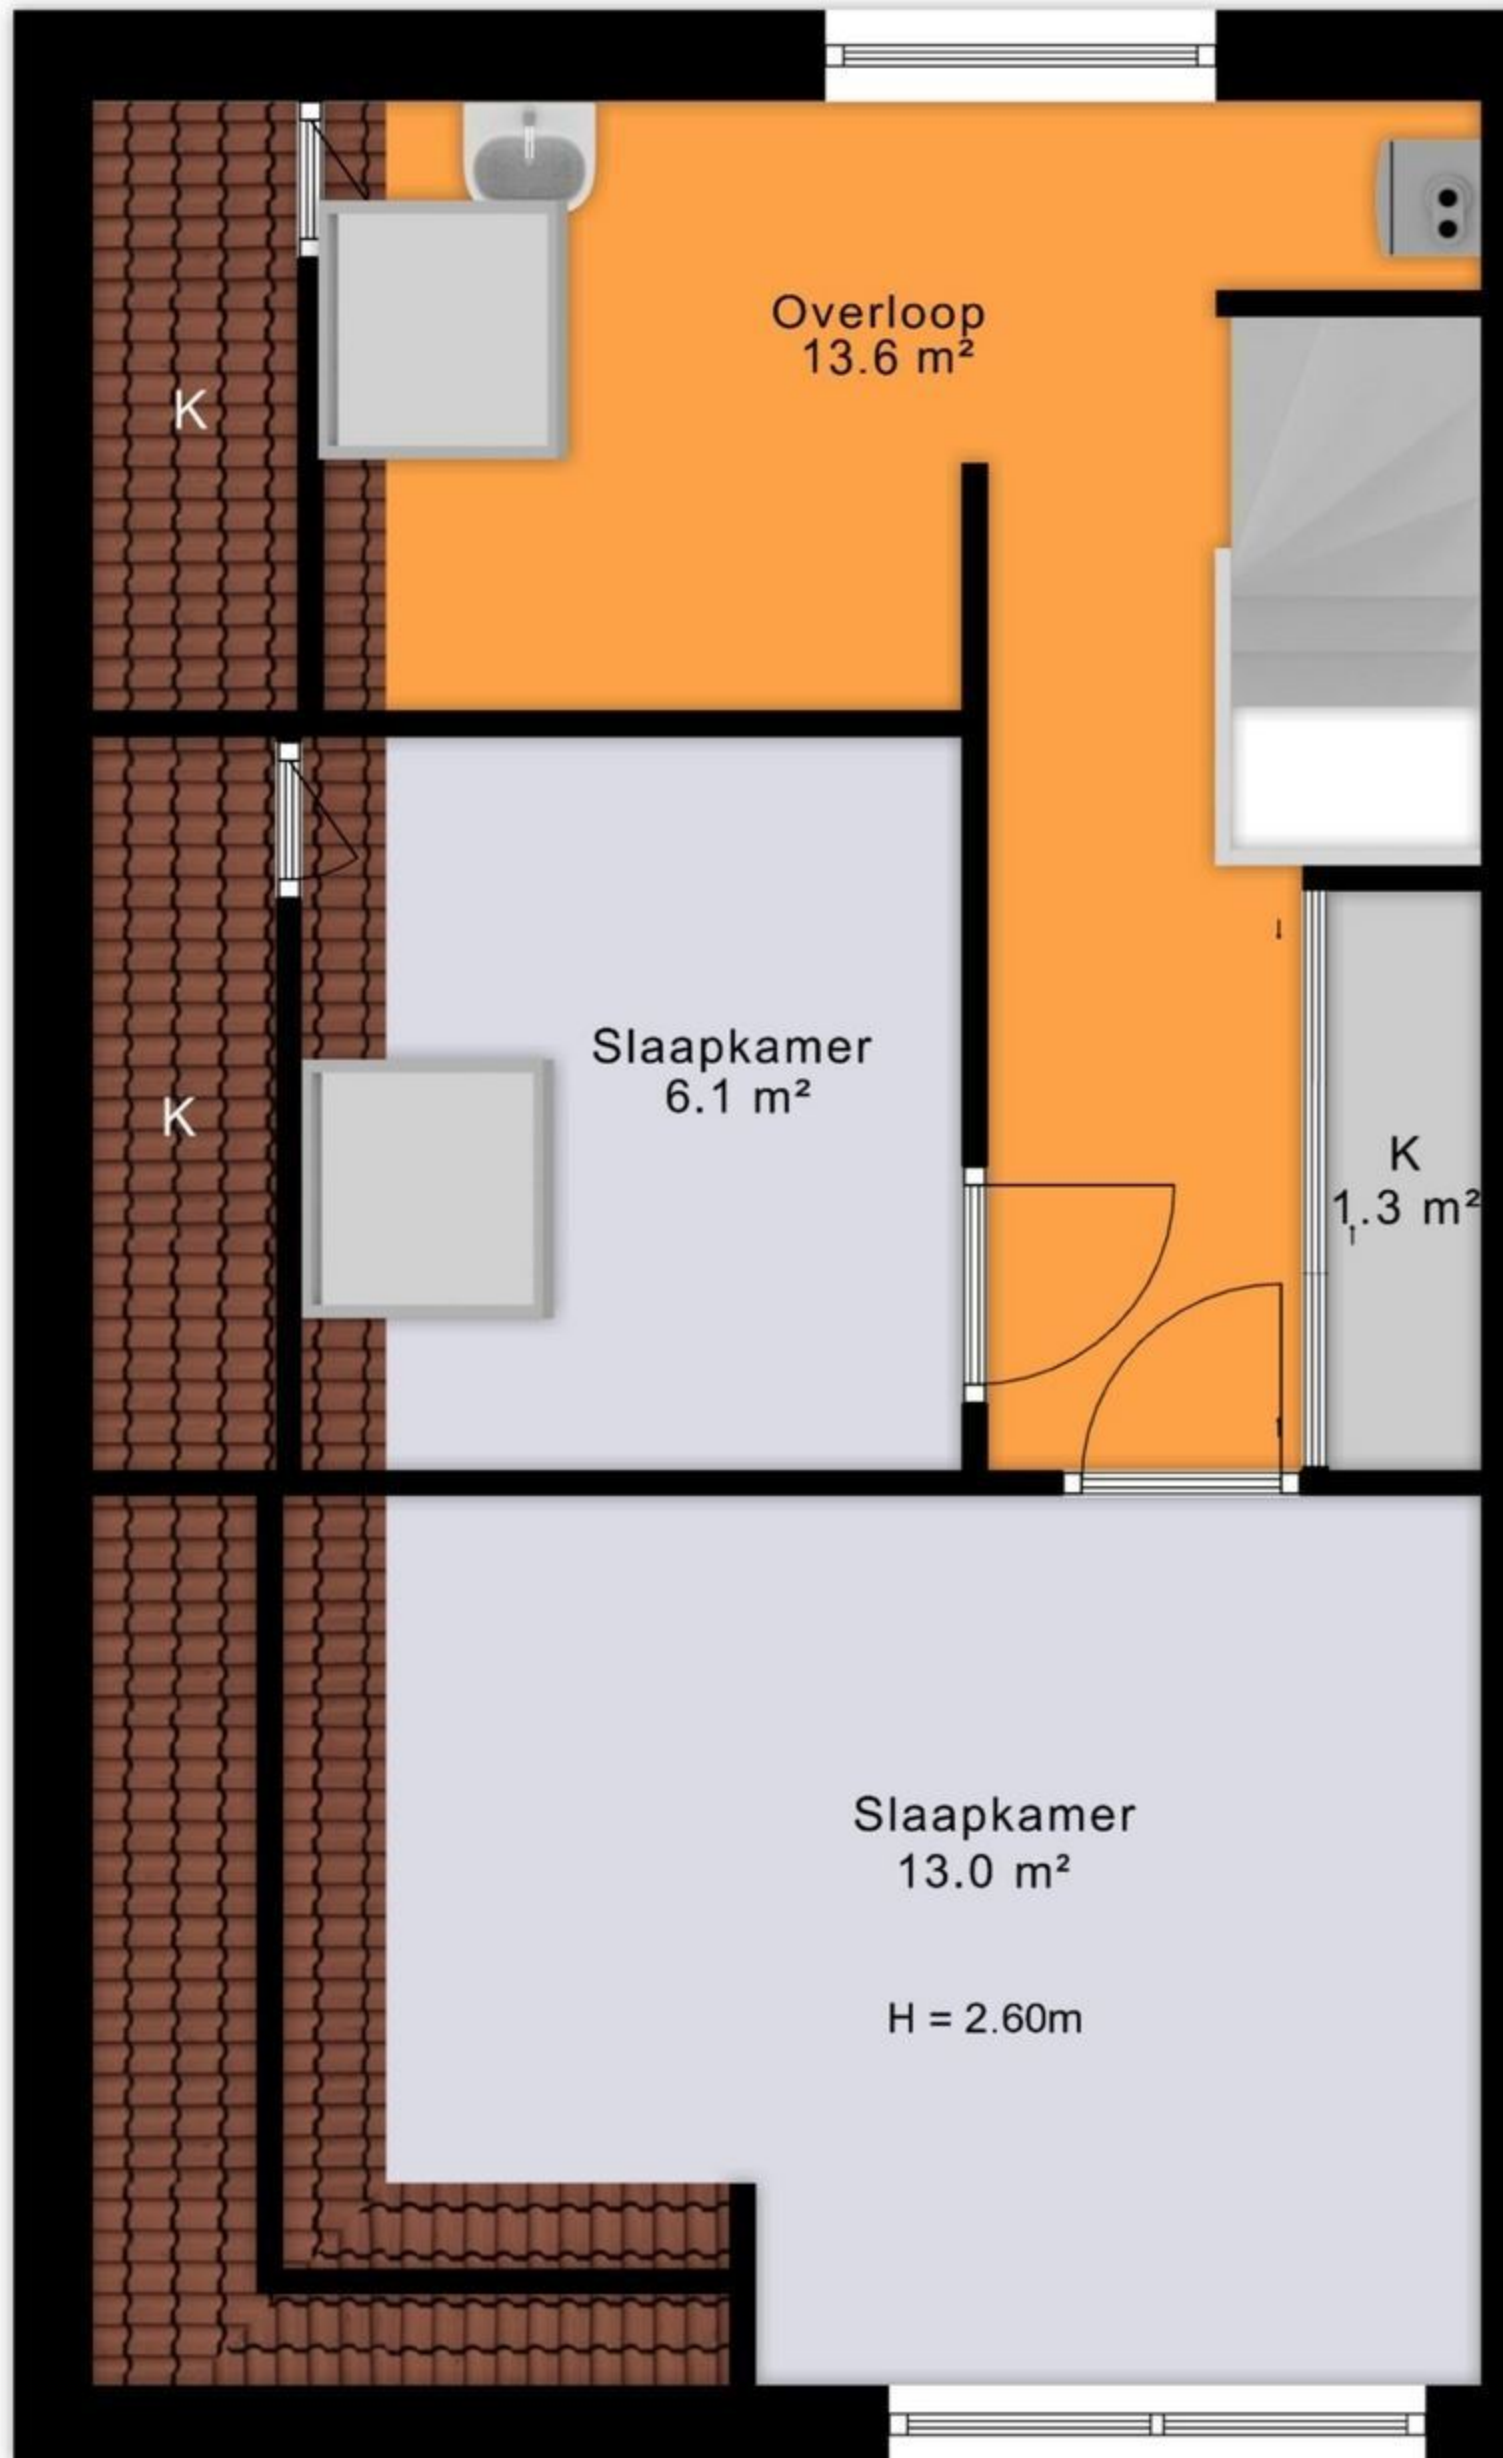 Overloop
13.6 m²
K
Slaapkamer
6.1 m²
K
K
1.3 m²
Slaapkamer
13.0 m²
H = 2.60m